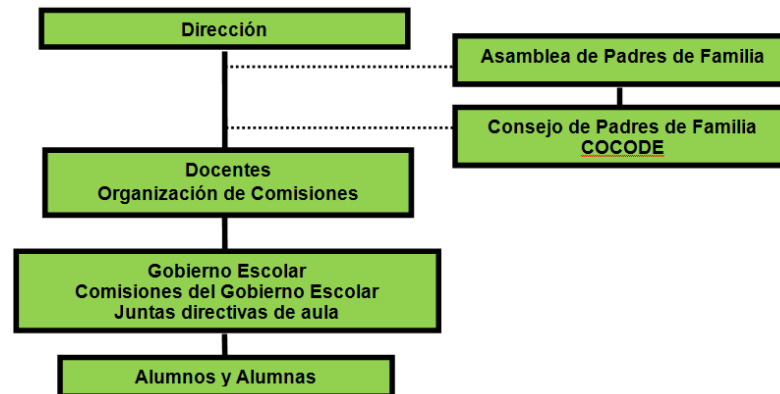 Dirección
Asamblea de Padres de Familia
Consejo de Padres de Familia
COCODE
Docentes
Organización de Comisiones
Gobierno Escolar
Comisiones del Gobierno Escolar
Juntas directivas de aula
Alumnos y Alumnas